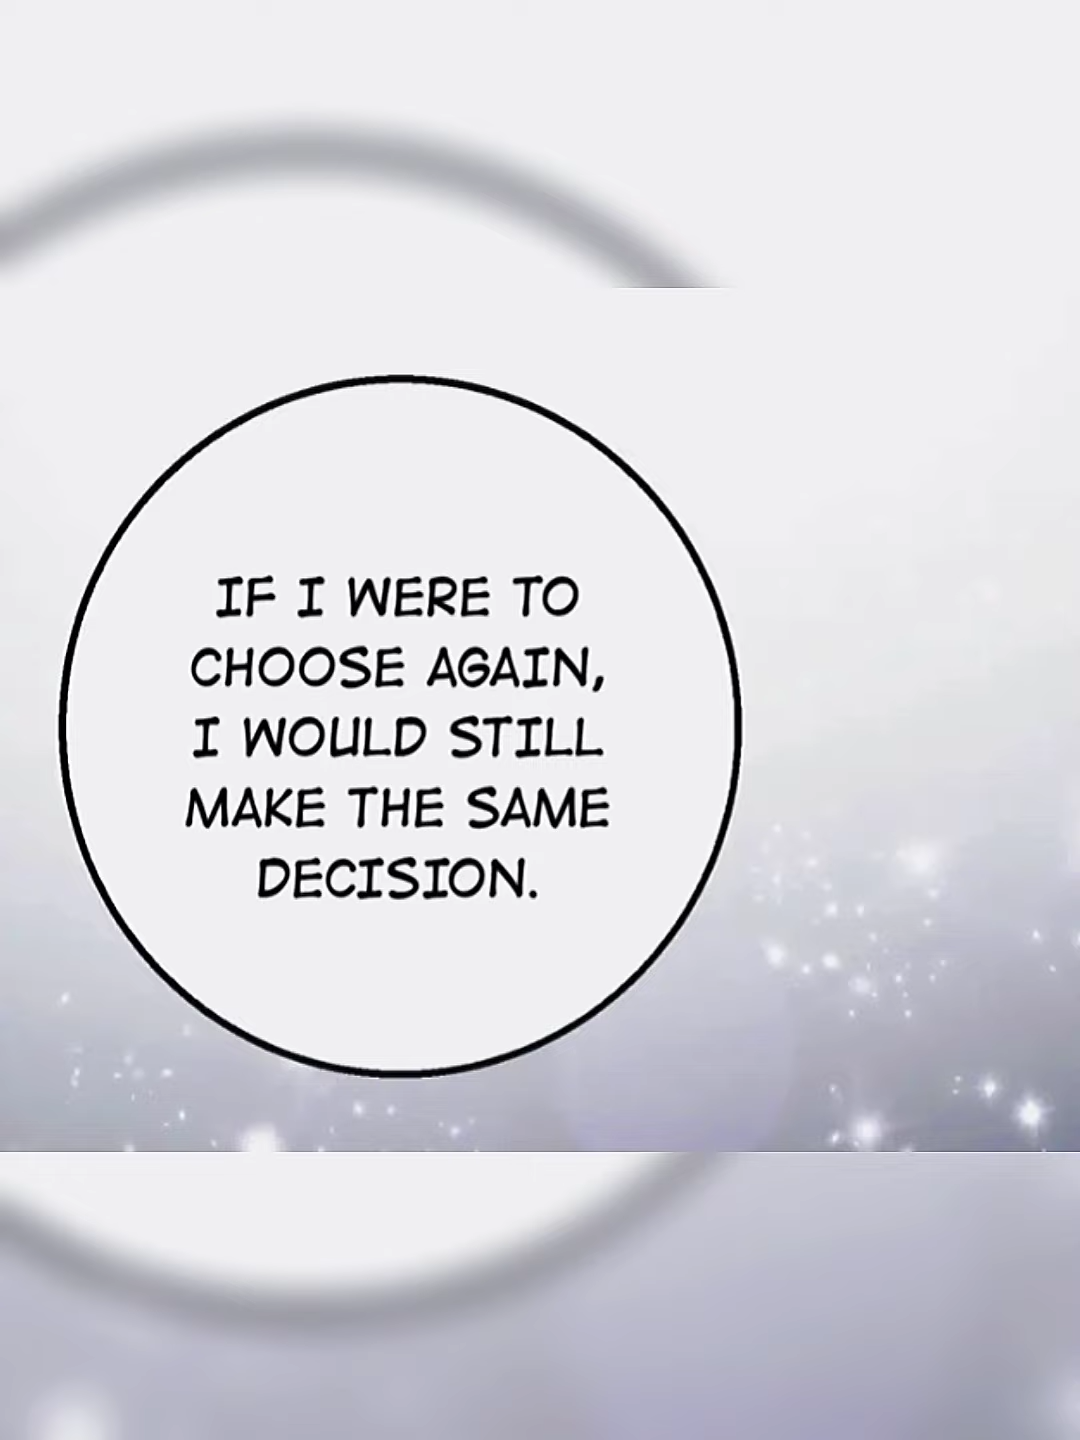 IF I WERE TO
CHOOSE AGAIN,
I WOULD STILL
MAKE THE SAME
DECISION.